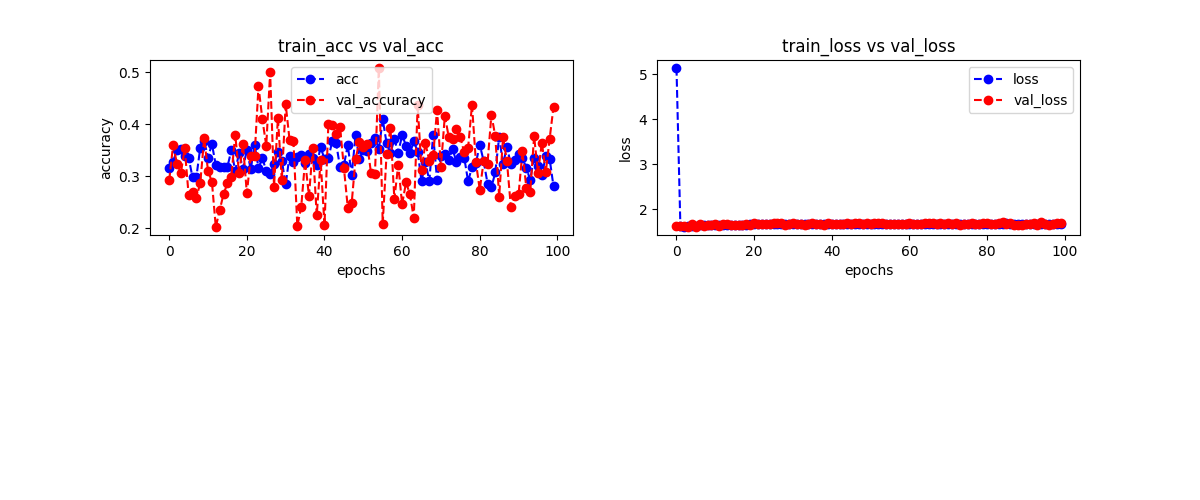 train_acc vs val_acc
acc
val_accuracy
accuracy
0.5
0.4
0.3
0.2
0 20 40 60 80 100
epochs
train_loss vs val_loss
loss
val_loss
loss
5
4
3
2
0 20 40 60 80 100
epochs